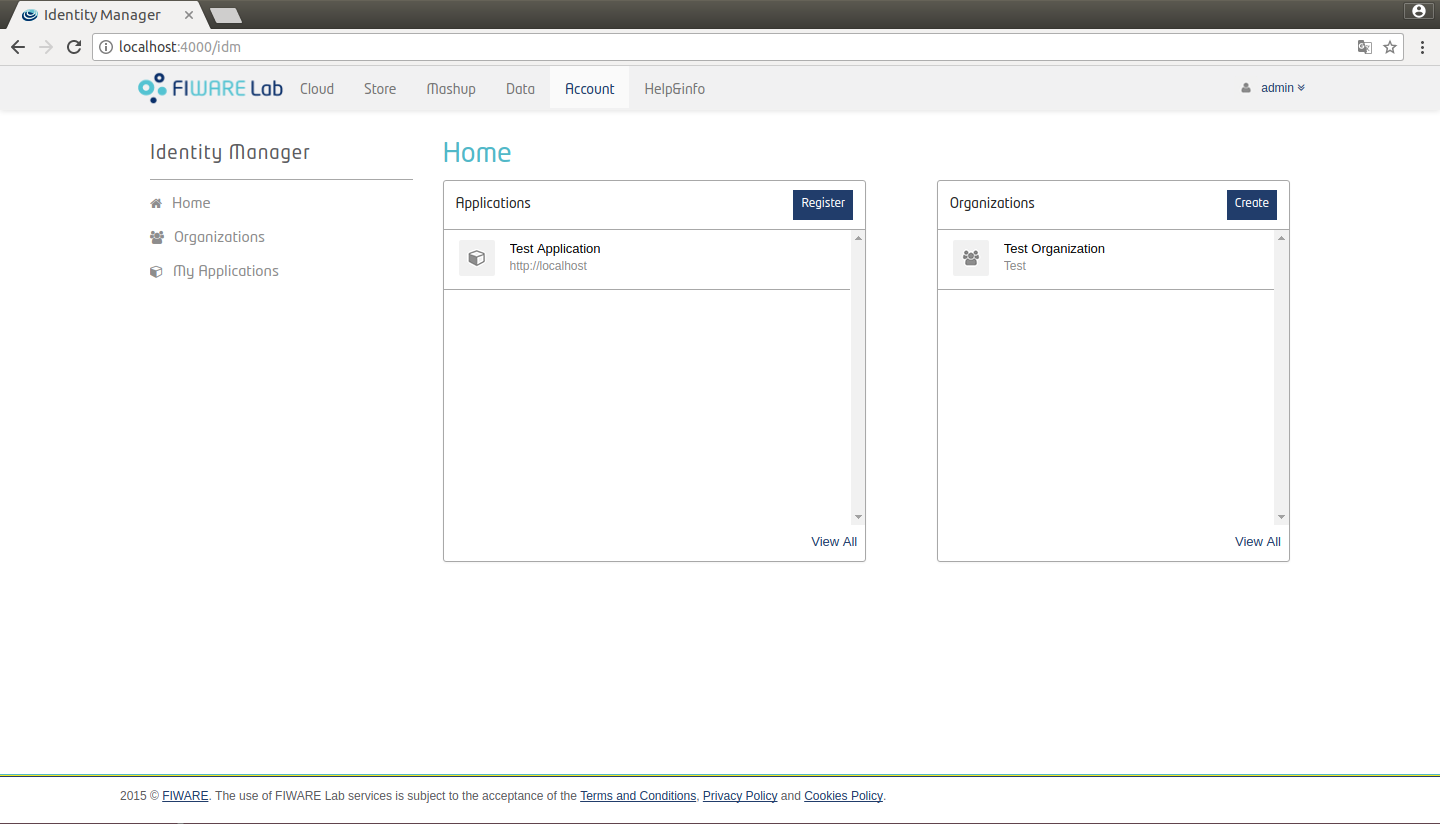 Identity Manager
localhost:4000/idm
FIWARE Lab Cloud Store Mashup Data Account Help&info admin
Identity Manager
Home
Organizations
My Applications
Home
Applications Register
Test Application
http://localhost
View All
Organizations Create
Test Organization
Test
View All
2015 © FIWARE. The use of FIWARE Lab services is subject to the acceptance of the Terms and Conditions, Privacy Policy and Cookies Policy.